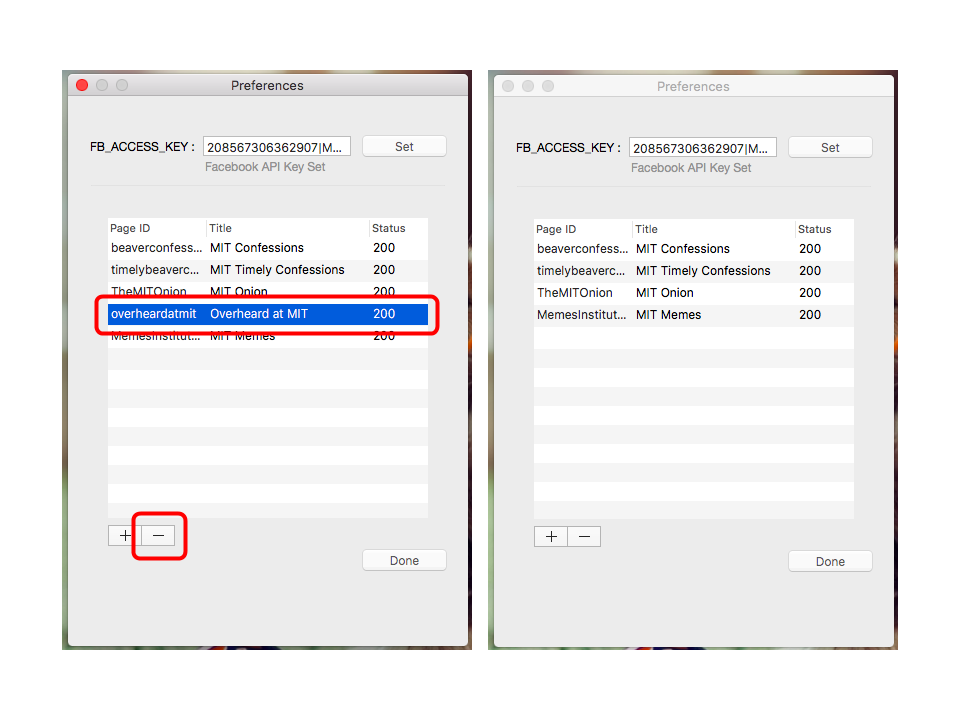 Preferences
FB_ACCESS_KEY : 208567306362907|M... Set
Facebook API Key Set
Page ID Title Status
beaverconfess... MIT Confessions 200
timelybeaverc... MIT Timely Confessions 200
TheMITOnion MIT Onion 200
overheardatmit Overheard at MIT 200
MemesInstitut... MIT Memes 200
+ −
Done
Preferences
FB_ACCESS_KEY : 208567306362907|M... Set
Facebook API Key Set
Page ID Title Status
beaverconfess... MIT Confessions 200
timelybeaverc... MIT Timely Confessions 200
TheMITOnion MIT Onion 200
MemesInstitut... MIT Memes 200
+ −
Done